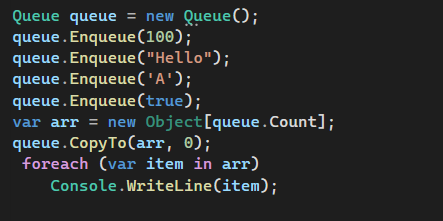 Queue queue = new Queue();
queue.Enqueue(100);
queue.Enqueue("Hello");
queue.Enqueue('A');
queue.Enqueue(true);
var arr = new Object[queue.Count];
queue.CopyTo(arr, 0);
 foreach (var item in arr)
    Console.WriteLine(item);